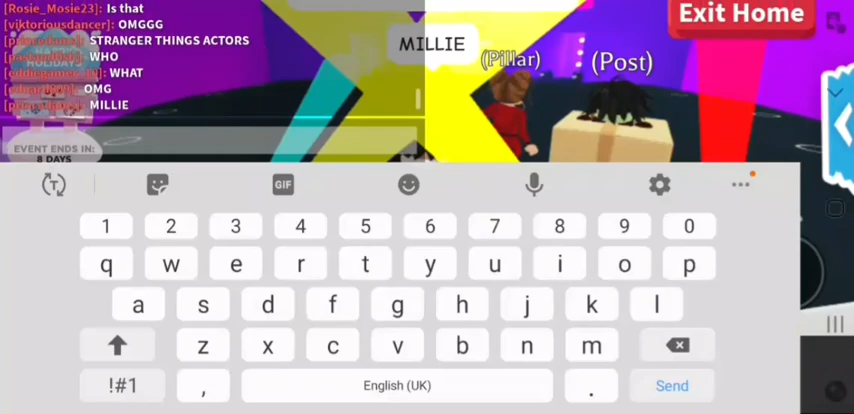 [Rosie_Mosie23]: Is that
[viktoriousdancer]: OMGGG
STRANGER THINGS ACTORS
WHO
WHAT
OMG
MILLIE
HOLIDAYS
EVENT ENDS IN:
8 DAYS
MILLIE
(Pillar)
(Post)
Exit Home
GIF
1 2 3 4 5 6 7 8 9 0
q w e r t y u i o p
a s d f g h j k l
z x c v b n m
!#1 , English (UK) . Send